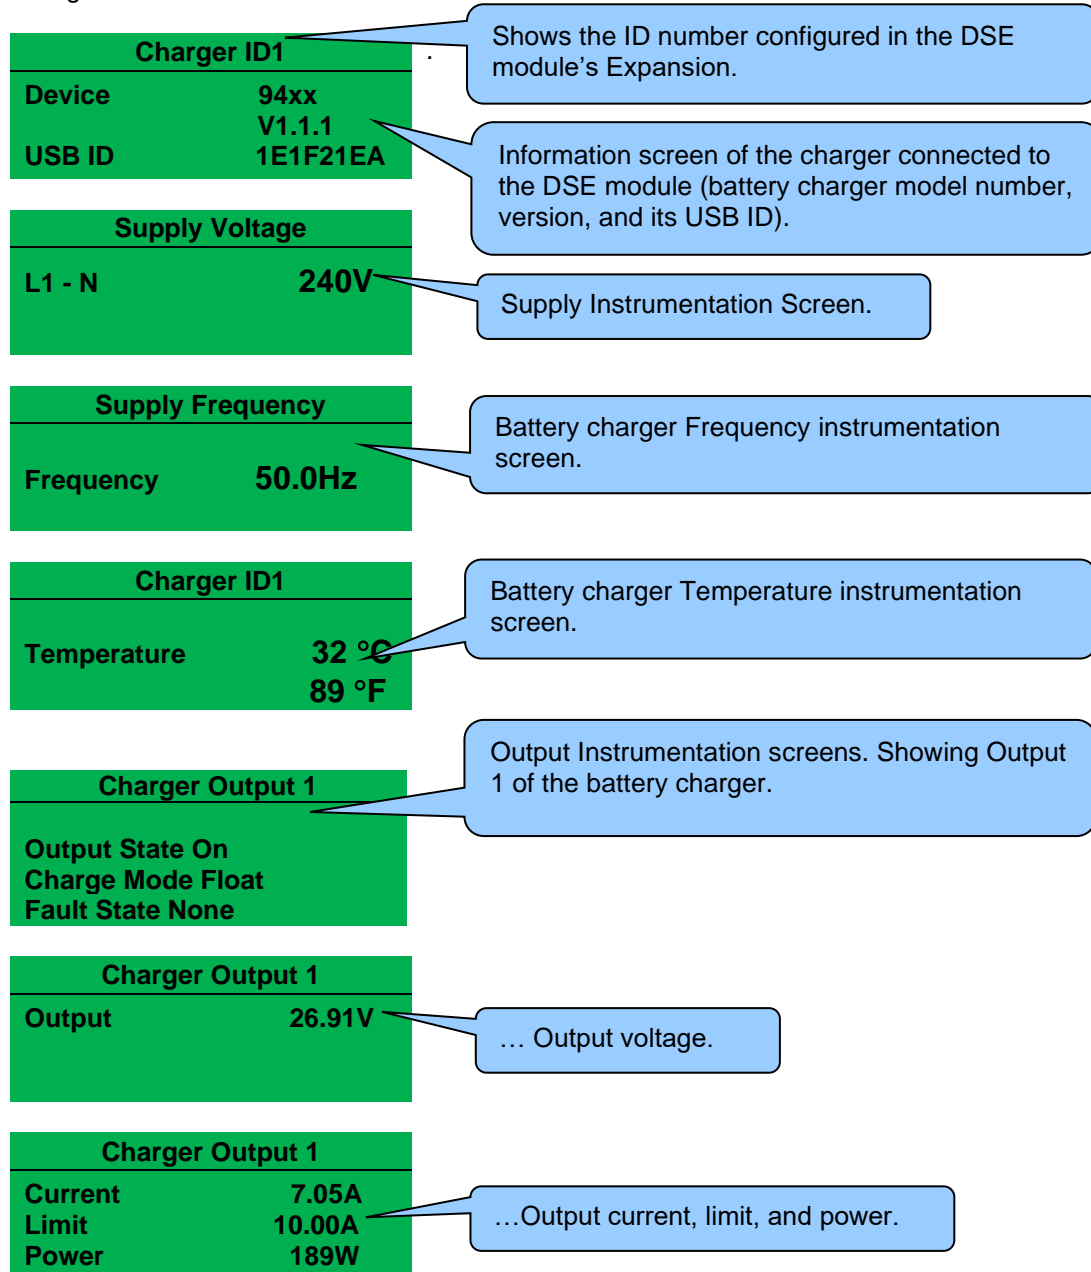 Charger ID1
.
Shows the ID number configured in the DSE
module's Expansion.
Device 94xx
V1.1.1
USB ID 1E1F21EA
Information screen of the charger connected to
the DSE module (battery charger model number,
version, and its USB ID).
Supply Voltage
L1 - N 240V
Supply Instrumentation Screen.
Supply Frequency
Frequency 50.0Hz
Battery charger Frequency instrumentation
screen.
Charger ID1
Temperature 32 °C
89 °F
Battery charger Temperature instrumentation
screen.
Output Instrumentation screens. Showing Output
1 of the battery charger.
Charger Output 1
Output State On
Charge Mode Float
Fault State None
Charger Output 1
Output 26.91V
… Output voltage.
Charger Output 1
Current 7.05A
Limit 10.00A
Power 189W
…Output current, limit, and power.